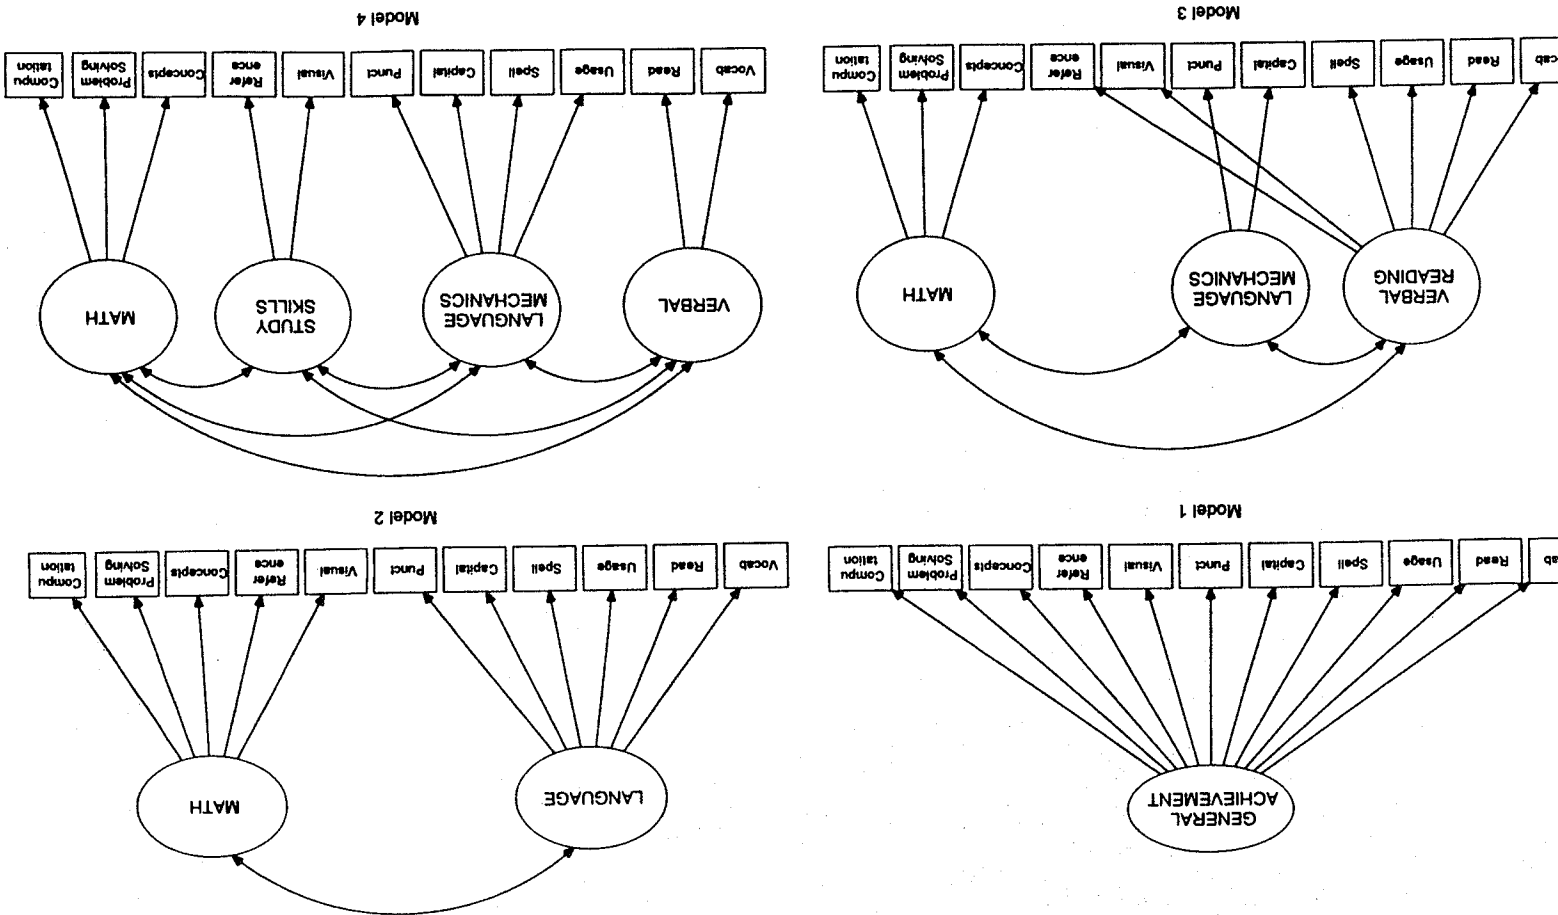 GENERAL
ACHIEVEMENT
ab
Read
Usage
Spell
Capital
Punct.
Visual
Concepts
Refer
ence
Problem
Solving
Compu
tation
Model 1
LANGUAGE
MATH
Vocab
Read
Usage
Spell
Capital
Punct.
Visual
Refer
ence
Concepts
Problem
Solving
Compu
tation
Model 2
VERBAL
READING
LANGUAGE
MECHANICS
MATH
cab
Read
Usage
Spell
Capital
Punct
Visual
Refer
ence
Concepts
Problem
Solving
Compu
tation
Model 3
VERBAL
LANGUAGE
MECHANICS
STUDY
SKILLS
MATH
Vocab
Read
Usage
Spell
Capital
Punct
Visual
Refer
ence
Concepts
Problem
Solving
Compu
tation
Model 4